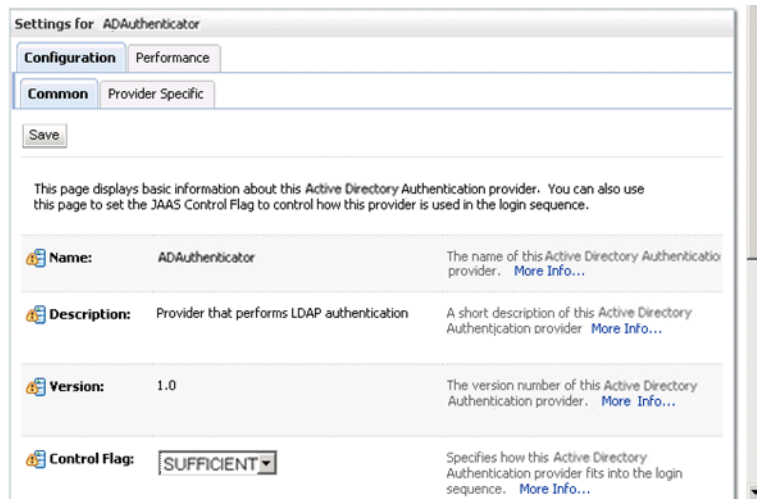 Settings for ADAuthenticator
Configuration Performance
Common Provider Specific
Save
This page displays basic information about this Active Directory Authentication provider. You can also use
this page to set the JAAS Control Flag to control how this provider is used in the login sequence.
Name: ADAuthenticator
The name of this Active Directory Authenticatio
provider. More Info...
Description: Provider that performs LDAP authentication
A short description of this Active Directory
Authentication provider More Info...
Version: 1.0
The version number of this Active Directory
Authentication provider. More Info...
Control Flag: SUFFICIENT
Specifies how this Active Directory
Authentication provider fits into the login
sequence. More Info...